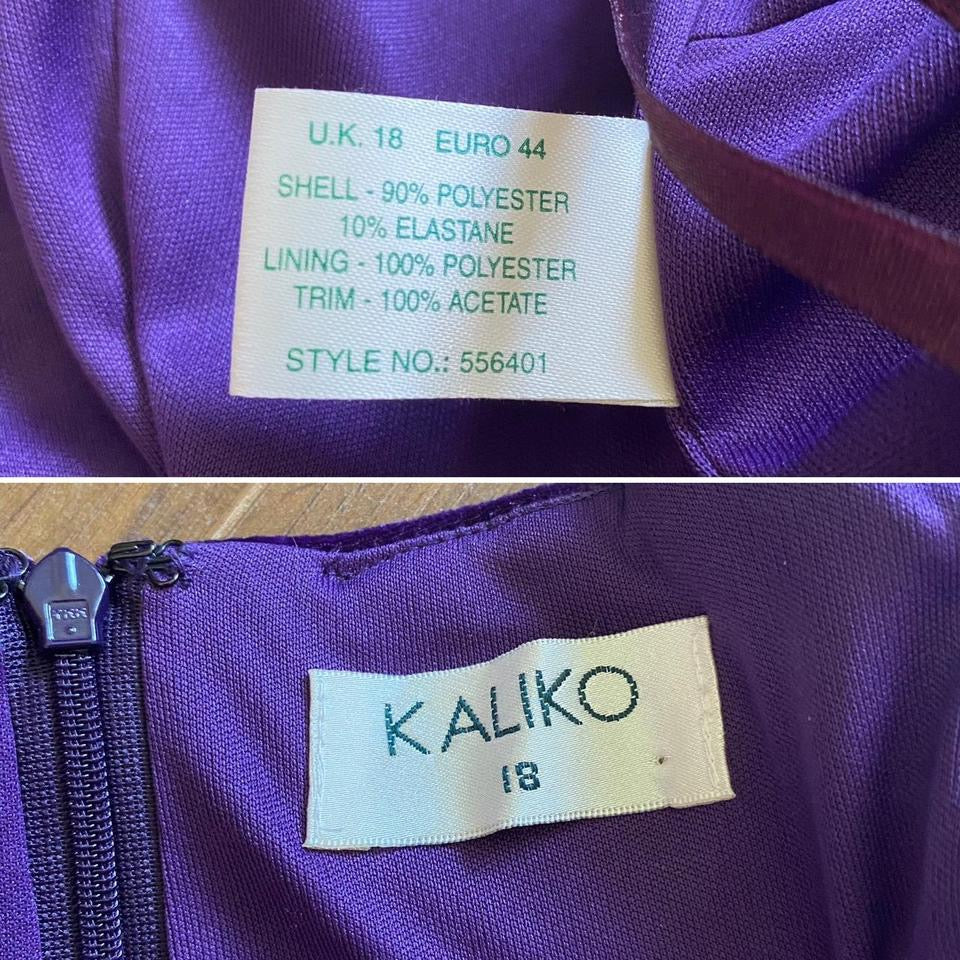 U.K. 18 EURO 44
SHELL - 90% POLYESTER
10% ELASTANE
LINING - 100% POLYESTER
TRIM - 100% ACETATE
STYLE NO.: 556401
KALIKO
18